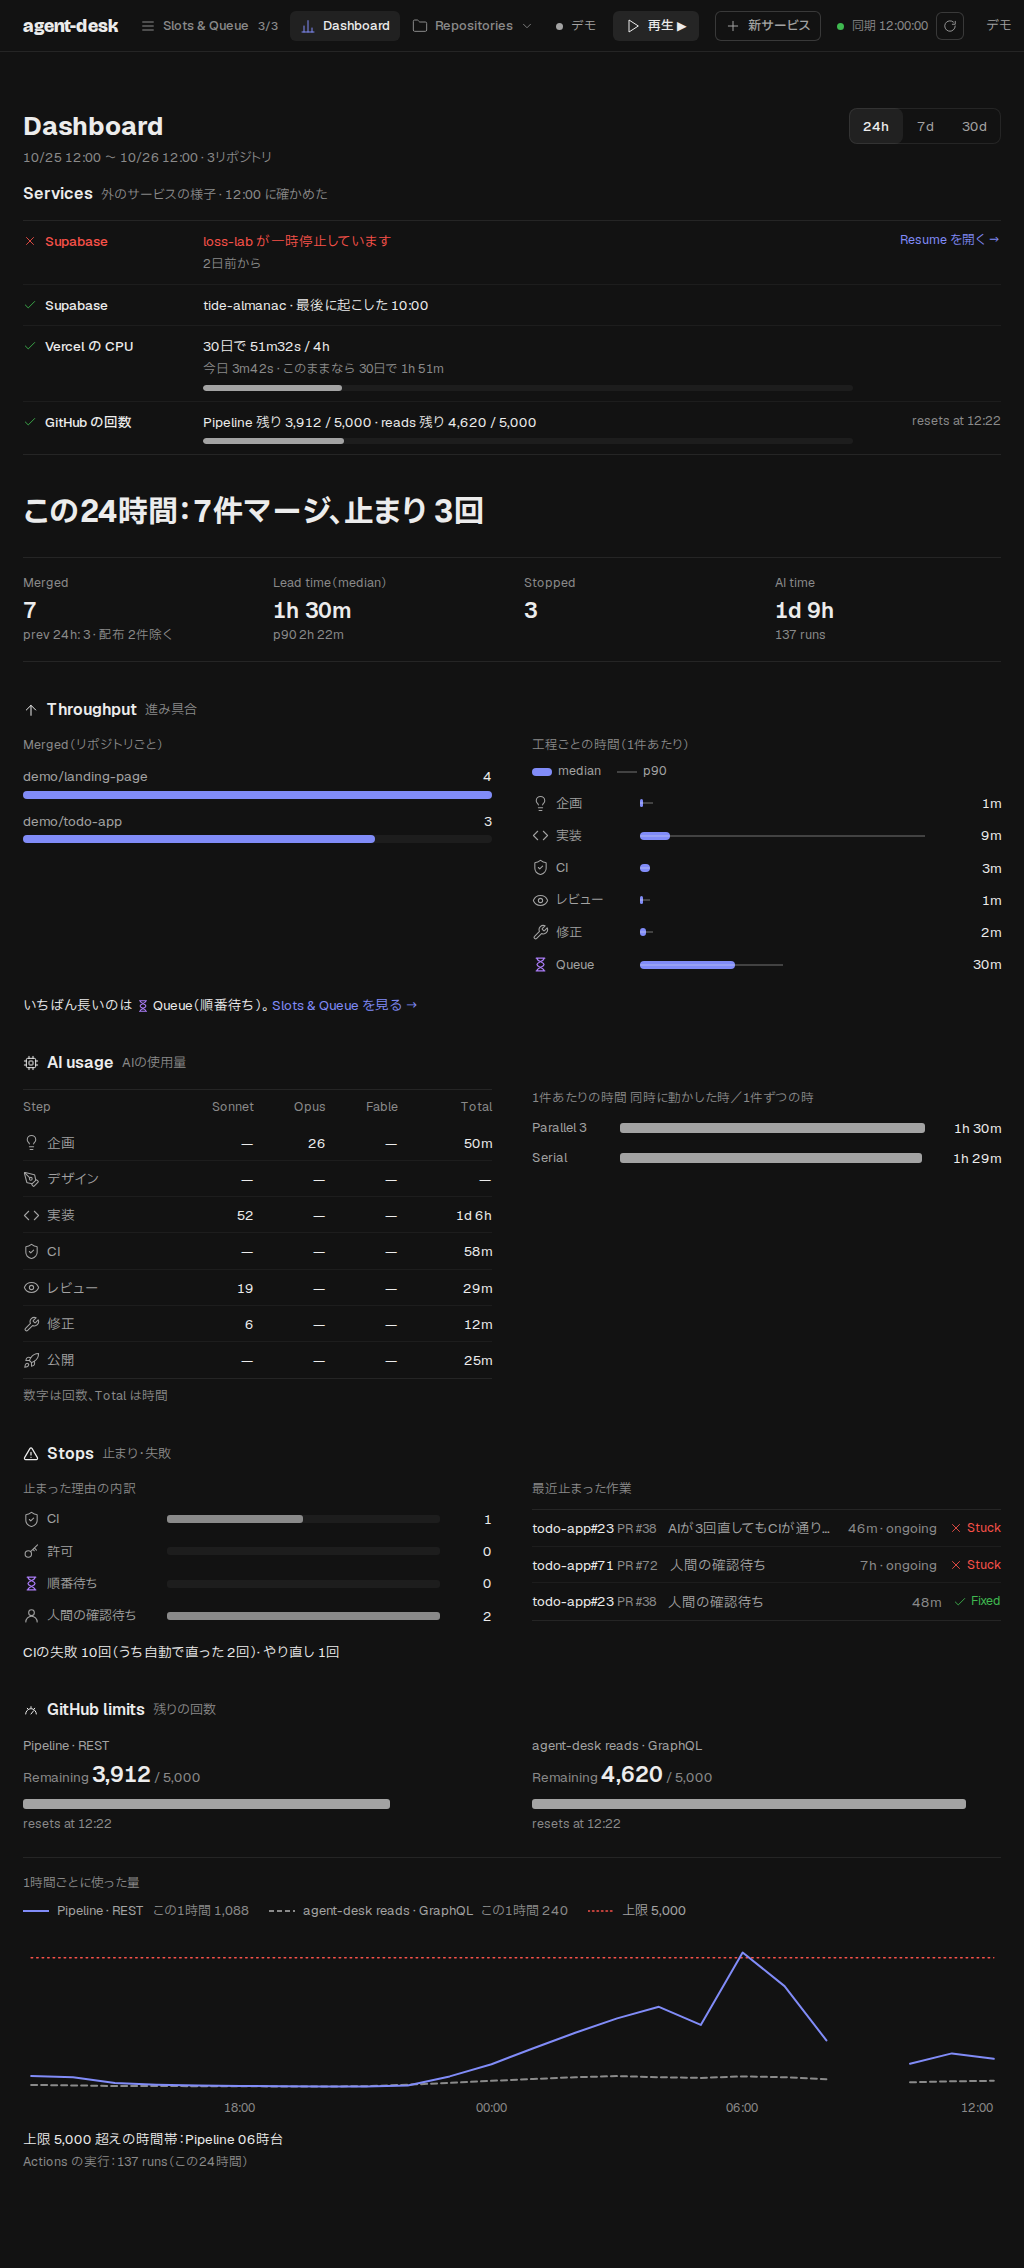 agent-desk Slots & Queue 3/3 Dashboard Repositories デモ 再生 ▶ 新サービス 同期 12:00:00 デモ
Dashboard
24h 7d 30d
10/25 12:00 〜 10/26 12:00 · 3リポジトリ
Services 外のサービスの様子 · 12:00 に確かめた
Supabase loss-lab が一時停止しています Resume を開く →
2日前から
Supabase tide-almanac · 最後に起こした 10:00
Vercel の CPU 30日で 51m32s / 4h
今日 3m42s · このままなら 30日で 1h 51m
GitHub の回数 Pipeline 残り 3,912 / 5,000 · reads 残り 4,620 / 5,000 resets at 12:22
この24時間：7件マージ、止まり 3回
Merged Lead time（median） Stopped AI time
7 1h 30m 3 1d 9h
prev 24h: 3 · 配布 2件除く p90 2h 22m 137 runs
Throughput 進み具合
Merged（リポジトリごと）
demo/landing-page 4
demo/todo-app 3
工程ごとの時間（1件あたり）
median p90
企画 1m
実装 9m
CI 3m
レビュー 1m
修正 2m
Queue 30m
いちばん長いのは Queue（順番待ち）。Slots & Queue を見る →
AI usage AIの使用量
Step Sonnet Opus Fable Total
企画 — 26 — 50m
デザイン — — — —
実装 52 — — 1d 6h
CI — — — 58m
レビュー 19 — — 29m
修正 6 — — 12m
公開 — — — 25m
数字は回数、Total は時間
1件あたりの時間 同時に動かした時／1件ずつの時
Parallel 3 1h 30m
Serial 1h 29m
Stops 止まり・失敗
止まった理由の内訳
CI 1
許可 0
順番待ち 0
人間の確認待ち 2
最近止まった作業
todo-app#23 PR #38 AIが3回直してもCIが通り… 46m · ongoing Stuck
todo-app#71 PR #72 人間の確認待ち 7h · ongoing Stuck
todo-app#23 PR #38 人間の確認待ち 48m Fixed
CIの失敗 10回（うち自動で直った 2回）· やり直し 1回
GitHub limits 残りの回数
Pipeline · REST
Remaining 3,912 / 5,000
resets at 12:22
agent-desk reads · GraphQL
Remaining 4,620 / 5,000
resets at 12:22
1時間ごとに使った量
Pipeline · REST この1時間 1,088 agent-desk reads · GraphQL この1時間 240 上限 5,000
18:00 00:00 06:00 12:00
上限 5,000 超えの時間帯：Pipeline 06時台
Actions の実行：137 runs（この24時間）